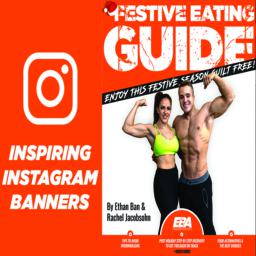 INSPIRING
INSTAGRAM
BANNERS
FESTIVE EATING
GUIDE
ENJOY THIS FESTIVE SEASON GUILT FREE!
By Ethan Ban &
Rachel Jacobsohn
EBA